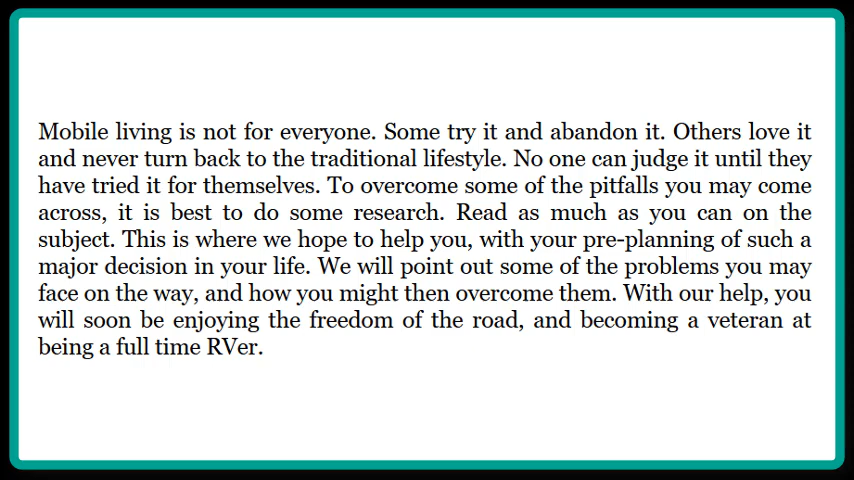 Mobile living is not for everyone. Some try it and abandon it. Others love it
and never turn back to the traditional lifestyle. No one can judge it until they
have tried it for themselves. To overcome some of the pitfalls you may come
across, it is best to do some research. Read as much as you can on the
subject. This is where we hope to help you, with your pre-planning of such a
major decision in your life. We will point out some of the problems you may
face on the way, and how you might then overcome them. With our help, you
will soon be enjoying the freedom of the road, and becoming a veteran at
being a full time RVer.